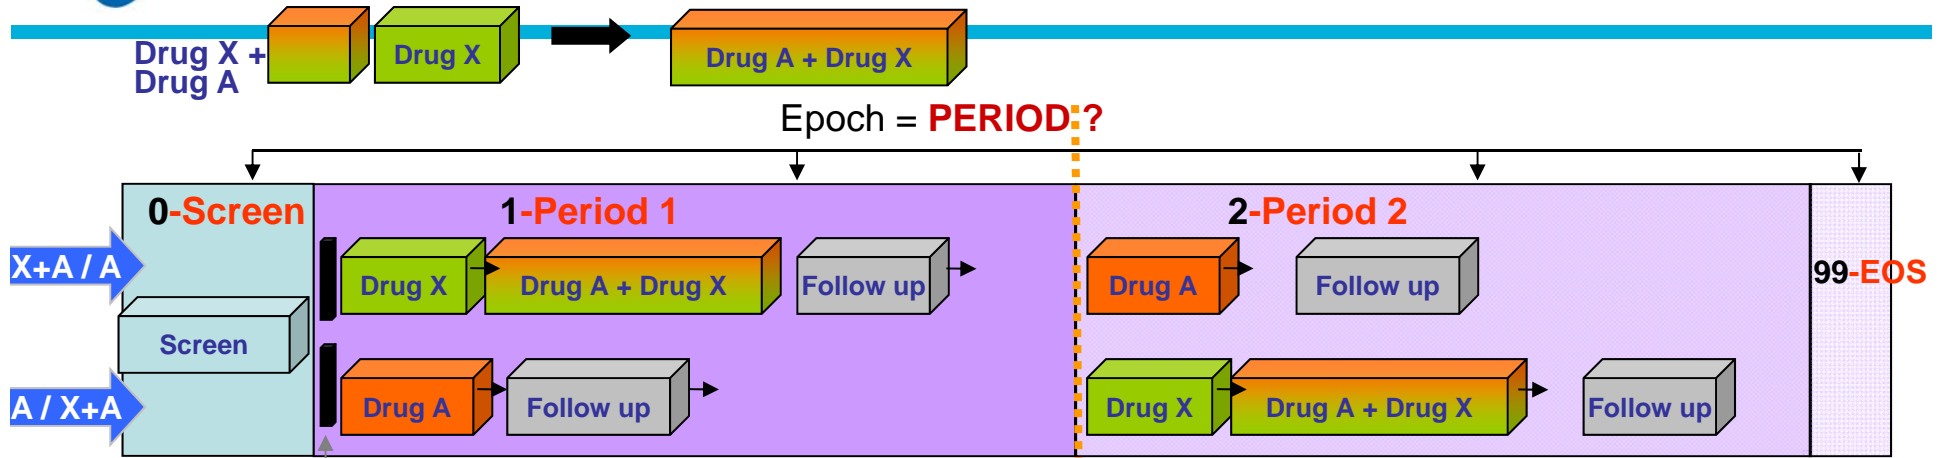 Drug X +
Drug A
Drug X
Drug A + Drug X
Epoch = PERIOD ?
0-Screen
1-Period 1
2-Period 2
99-EOS
X+A / A
Drug X
Drug A + Drug X
Follow up
Drug A
Follow up
Screen
A / X+A
Drug A
Follow up
Drug X
Drug A + Drug X
Follow up